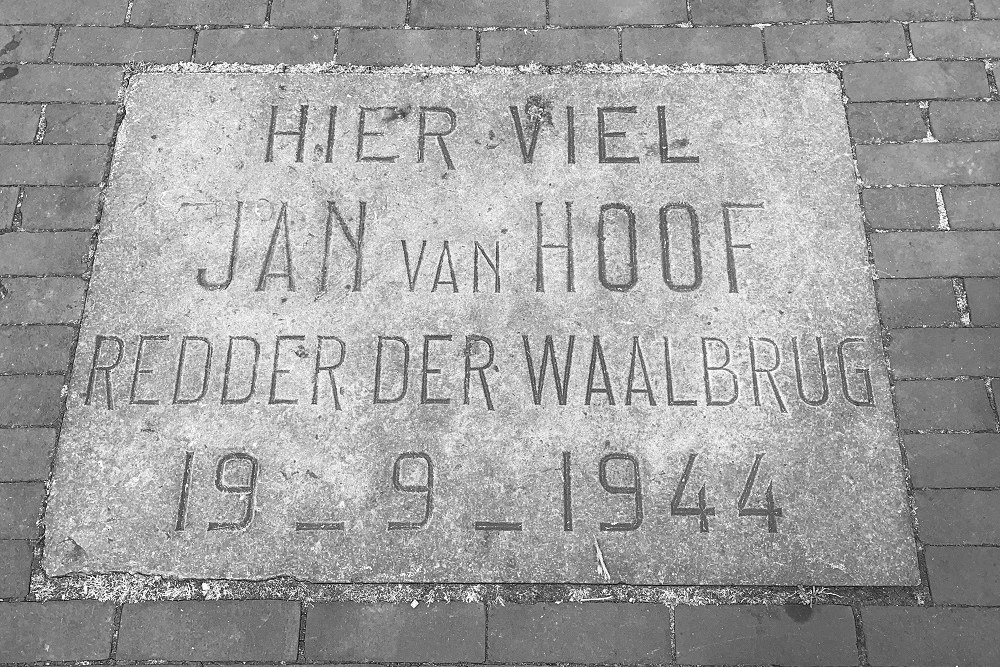 HIER VIEL
JAN VAN HOOF
REDDER DER WAALBRUG
19_9_1944